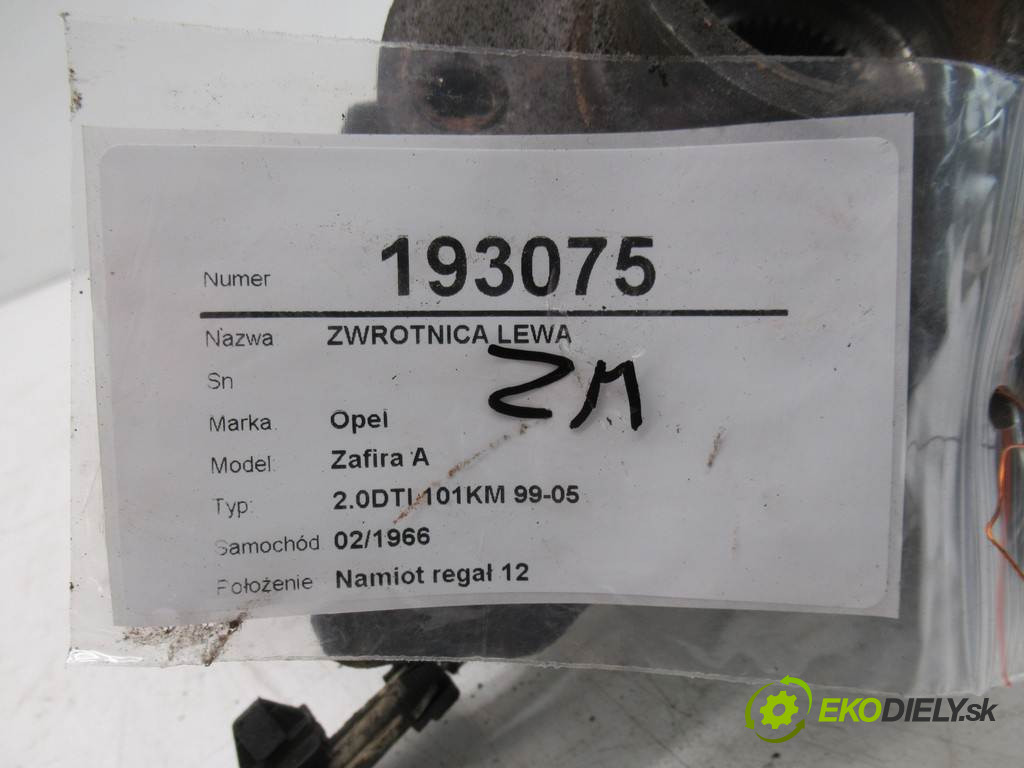 Numer 193075
Nazwa ZWROTNICA LEWA
Sn
Marka Opel
Model: Zafira A
Typ: 2.0DTI 101KM 99-05
Samochód 02/1966
Położenie Namiot regał 12
EKODIELY.sk